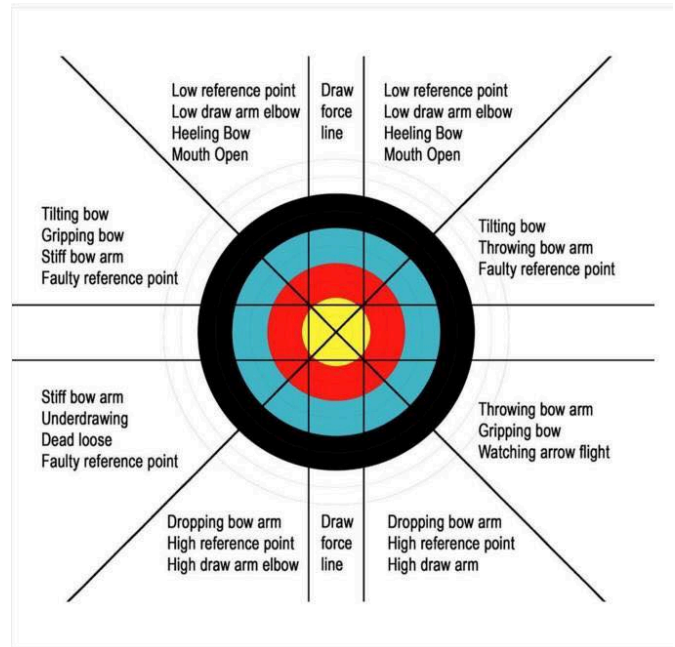 Low reference point
Low draw arm elbow
Heeling Bow
Mouth Open
Draw
force
line
Low reference point
Low draw arm elbow
Heeling Bow
Mouth Open
Tilting bow
Gripping bow
Stiff bow arm
Faulty reference point
Tilting bow
Throwing bow arm
Faulty reference point
Stiff bow arm
Underdrawing
Dead loose
Faulty reference point
Throwing bow arm
Gripping bow
Watching arrow flight
Dropping bow arm
High reference point
High draw arm elbow
Draw
force
line
Dropping bow arm
High reference point
High draw arm